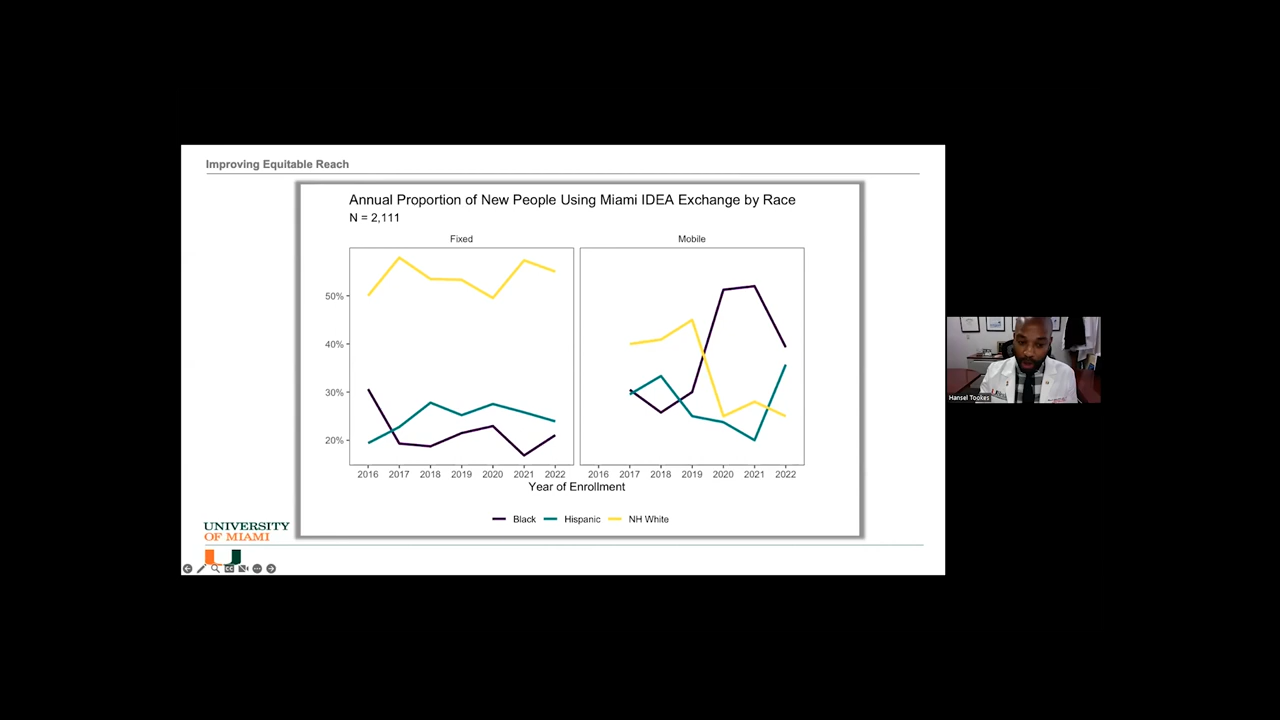 Improving Equitable Reach
Annual Proportion of New People Using Miami IDEA Exchange by Race
N = 2,111
Fixed
Mobile
50%
40%
30%
20%
2016 2017 2018 2019 2020 2021 2022
2016 2017 2018 2019 2020 2021 2022
Year of Enrollment
Black Hispanic NH White
UNIVERSITY
OF MIAMI
CC
Hansel Tookes